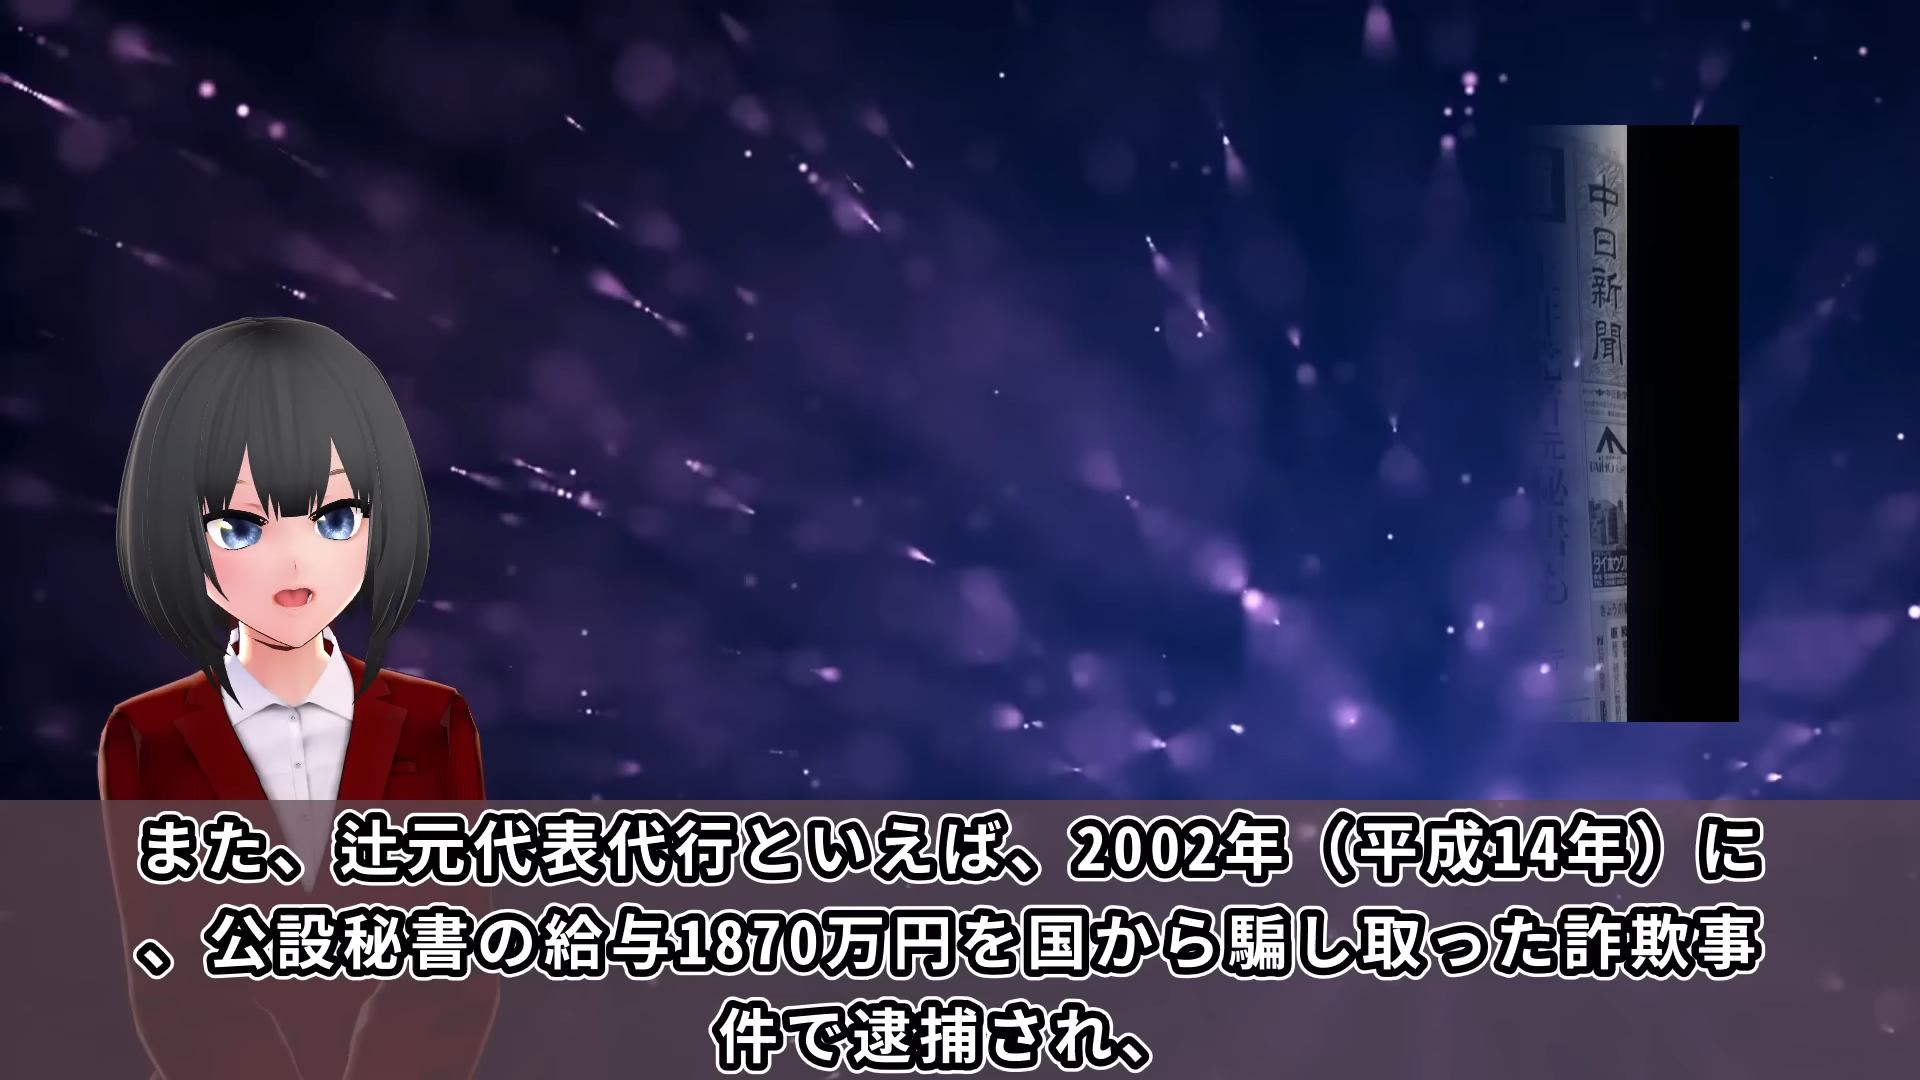 中日新聞
TAIHO
また、辻元代表代行といえば、2002年（平成14年）に
、公設秘書の給与1870万円を国から騙し取った詐欺事
件で逮捕され、